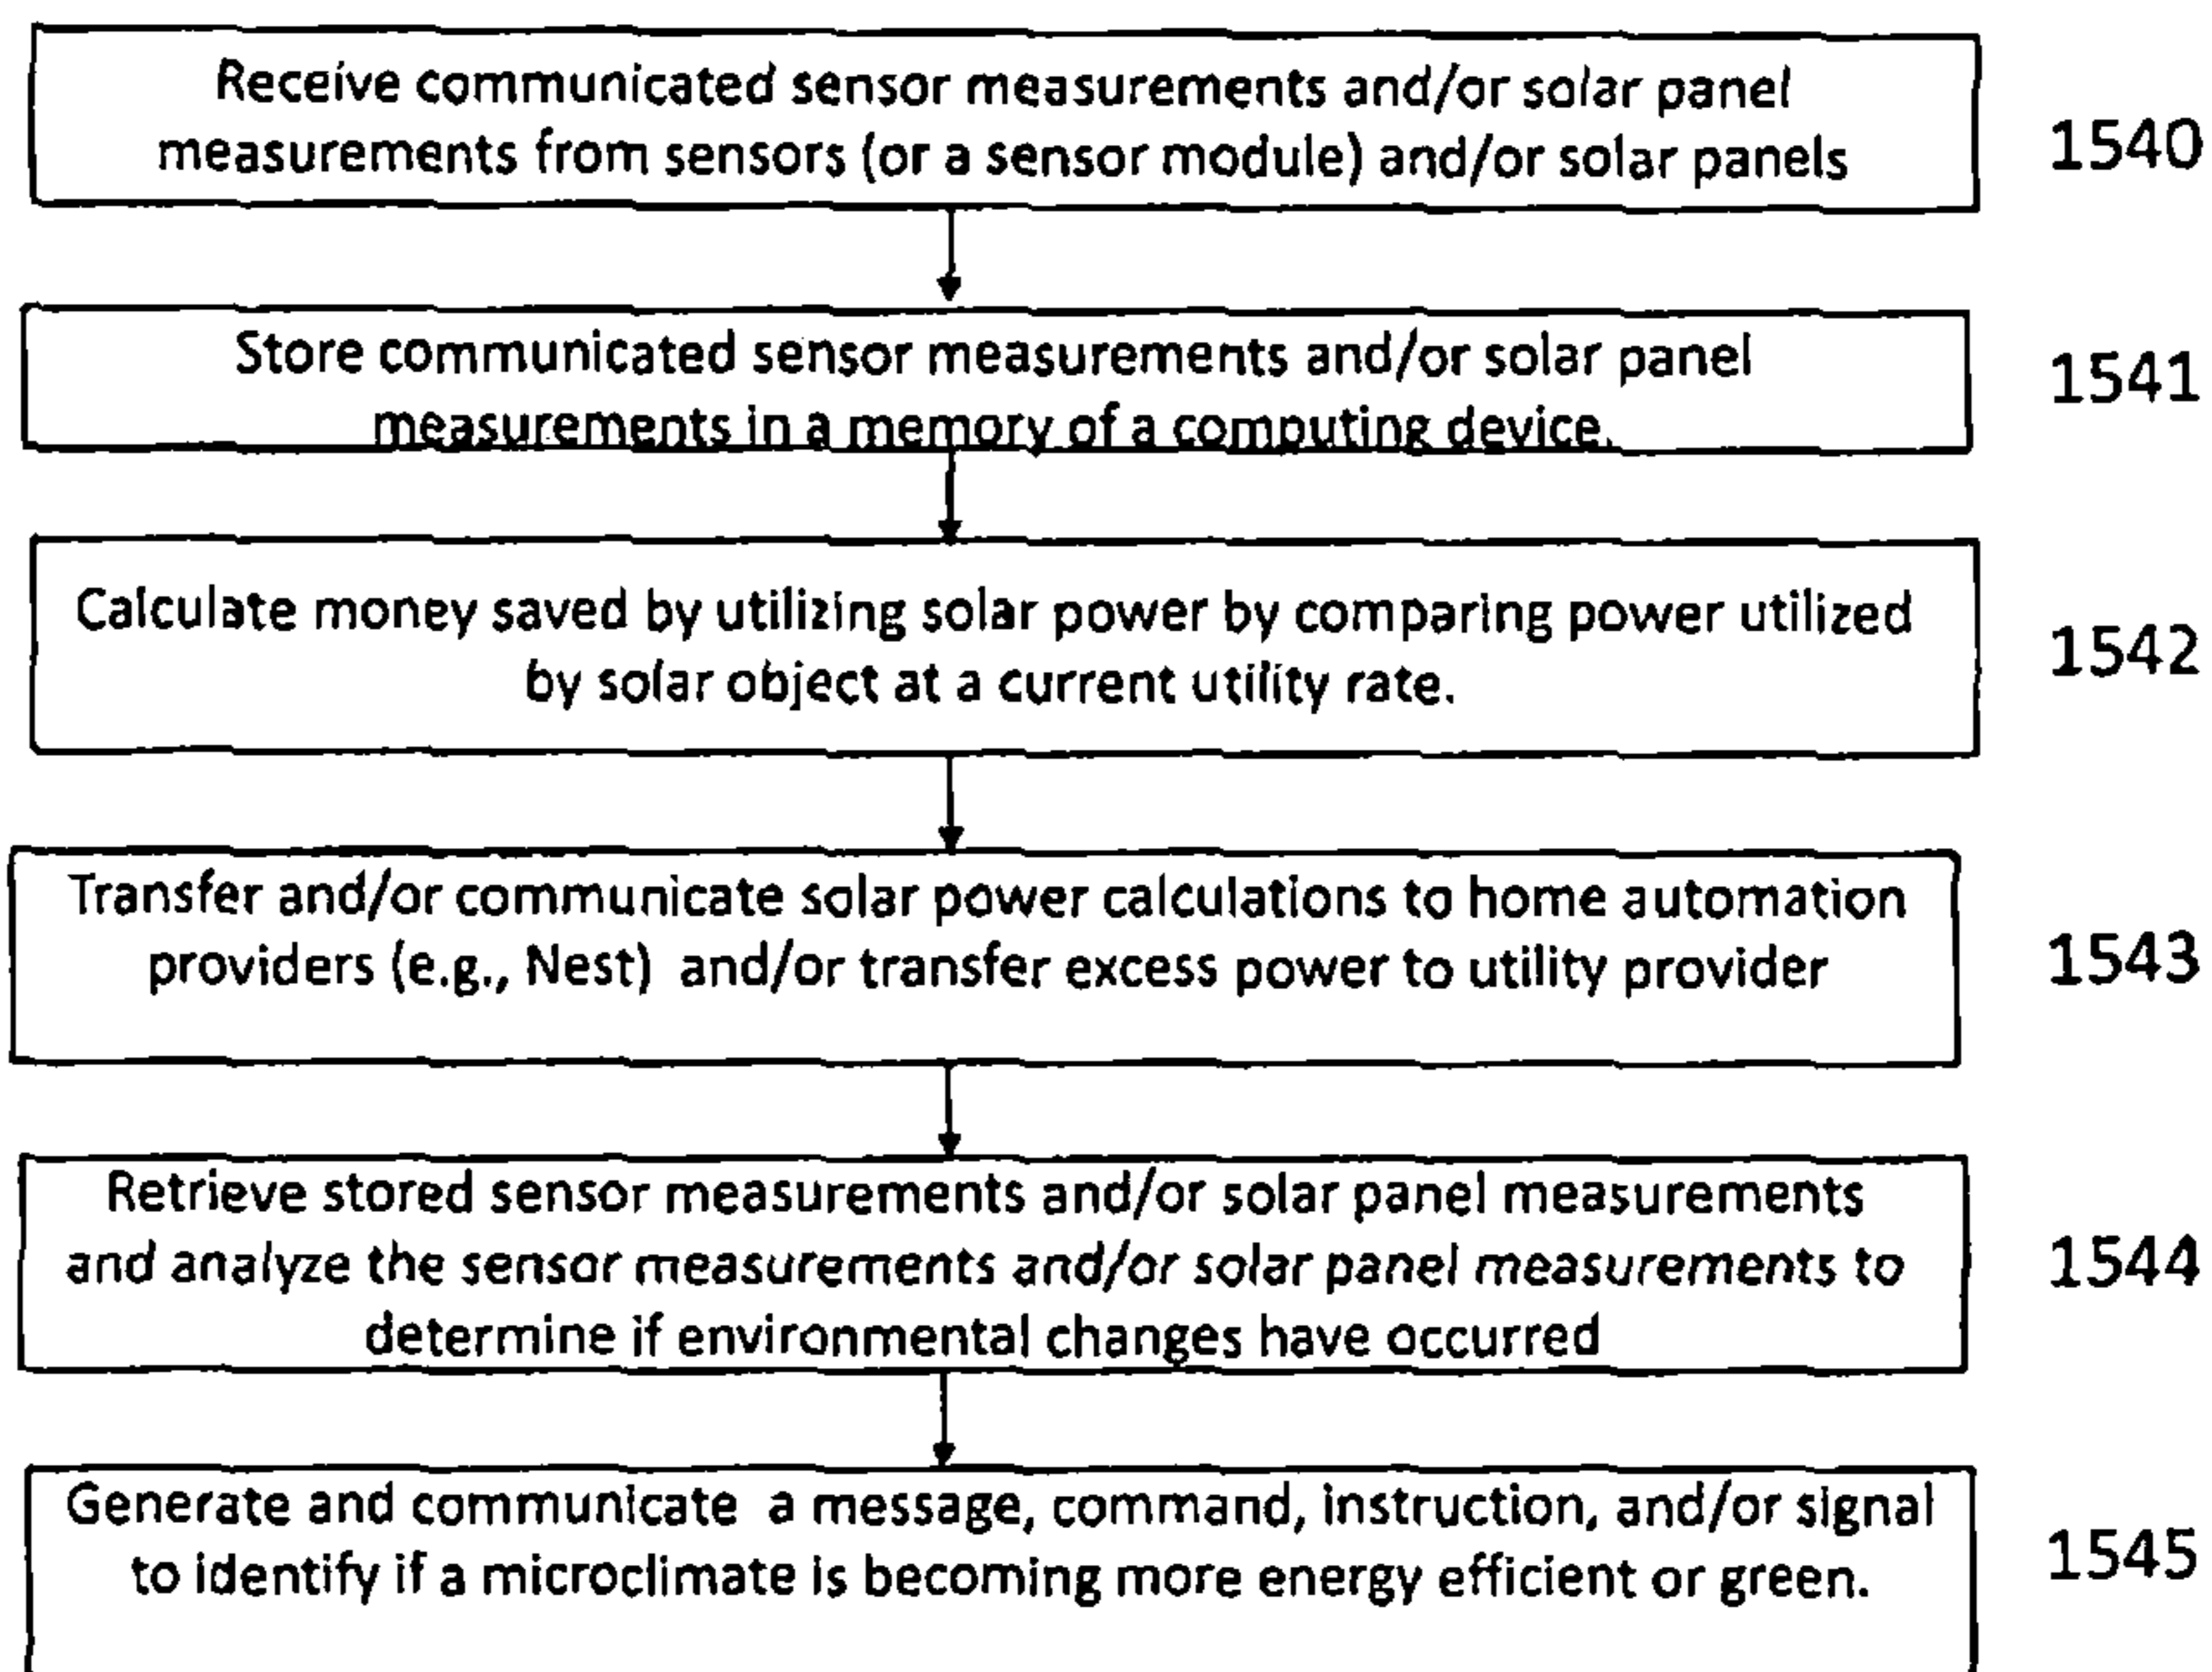 Receive communicated sensor measurements and/or solar panel
measurements from sensors (or a sensor module) and/or solar panels
1540
Store communicated sensor measurements and/or solar panel
measurements in a memory of a computing device.
1541
Calculate money saved by utilizing solar power by comparing power utilized
by solar object at a current utility rate.
1542
Transfer and/or communicate solar power calculations to home automation
providers (e.g., Nest) and/or transfer excess power to utility provider
1543
Retrieve stored sensor measurements and/or solar panel measurements
and analyze the sensor measurements and/or solar panel measurements to
determine if environmental changes have occurred
1544
Generate and communicate a message, command, instruction, and/or signal
to identify if a microclimate is becoming more energy efficient or green.
1545